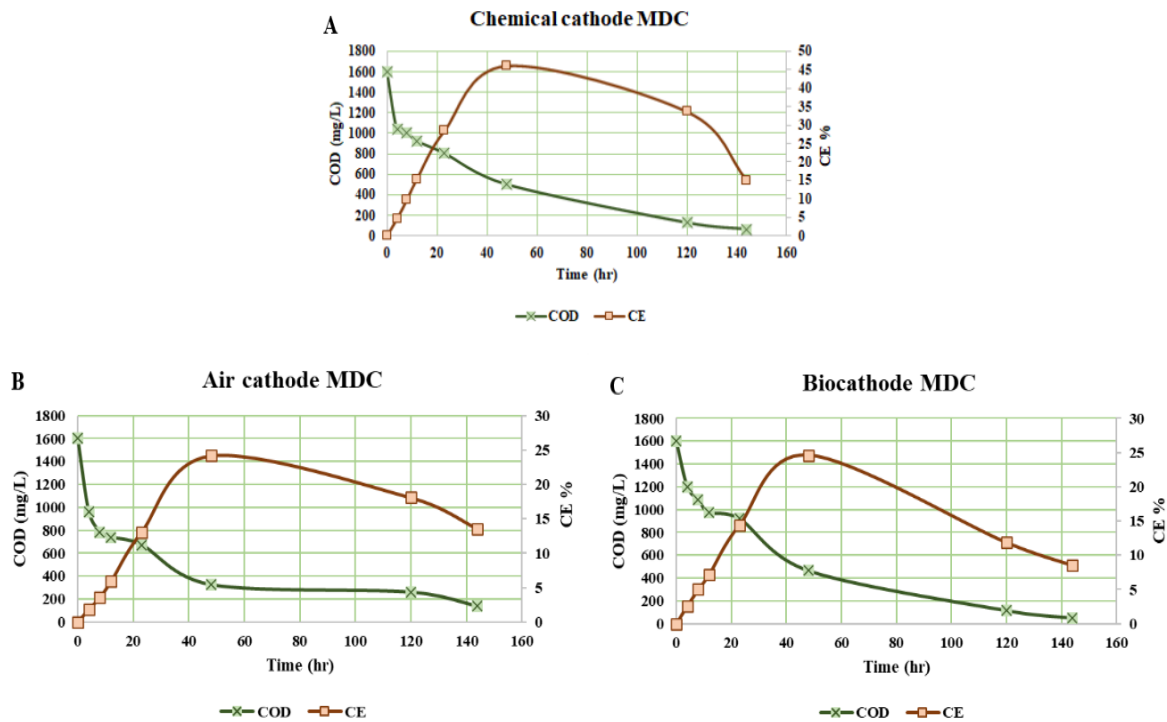 A
Chemical cathode MDC
1800
1600
1400
1200
1000
800
600
400
200
0
COD (mg/L)
50
45
40
35
30
25
20
15
10
5
0
CE %
0 20 40 60 80 100 120 140 160
Time (hr)
COD CE
B
Air cathode MDC
1800
1600
1400
1200
1000
800
600
400
200
0
COD (mg/L)
30
25
20
15
10
5
0
CE %
0 20 40 60 80 100 120 140 160
Time (hr)
COD CE
C
Biocathode MDC
1800
1600
1400
1200
1000
800
600
400
200
0
COD (mg/L)
30
25
20
15
10
5
0
CE %
0 20 40 60 80 100 120 140 160
Time (hr)
COD CE